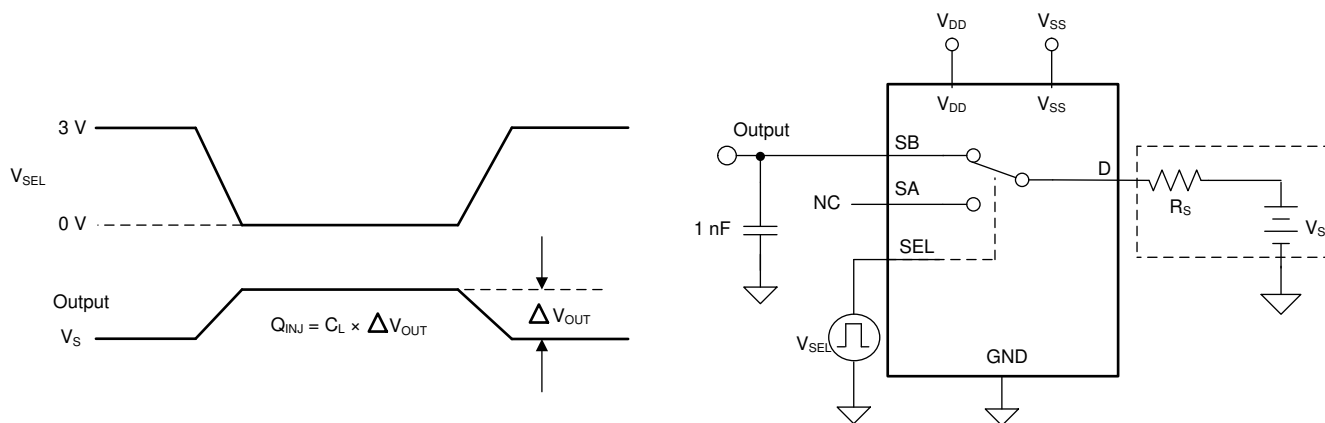 3 V
VSEL
0 V
Output
VS
QINJ = CL × ΔVOUT
ΔVOUT
VDD
VSS
VDD
VSS
Output
SB
D
SA
NC
RS
1 nF
SEL
VS
VSEL
GND